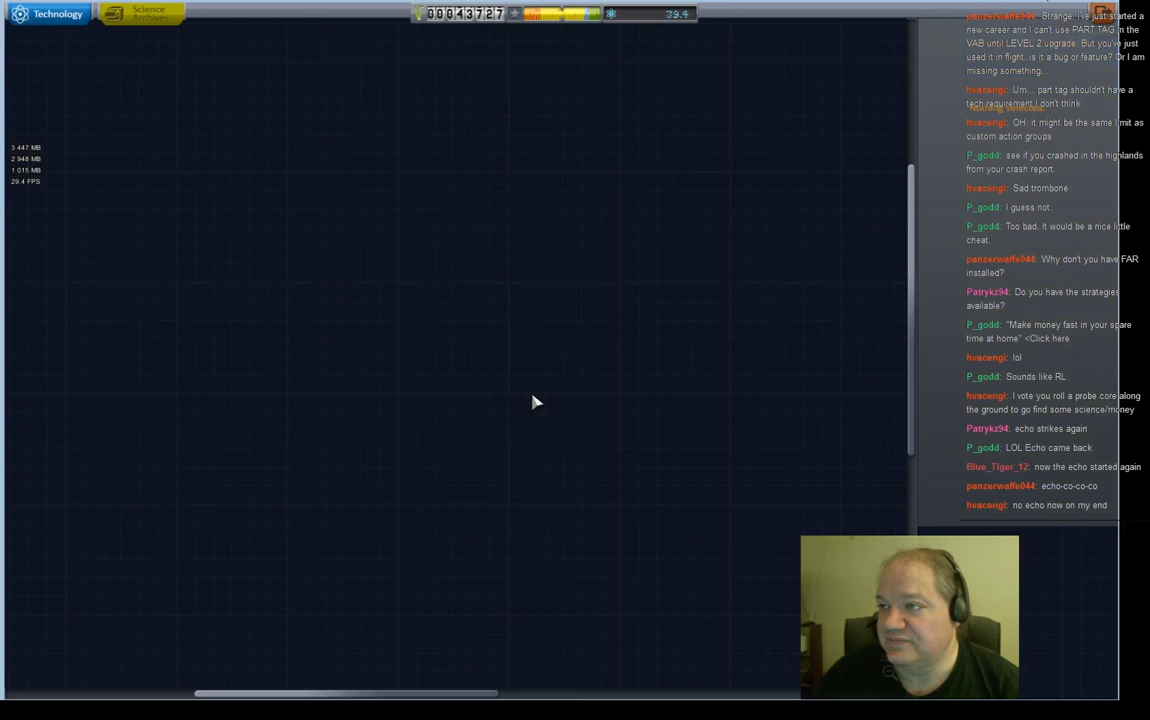 Technology
Science
Archives
00043727
39.4
3 447 MB
2 948 MB
1 015 MB
29.4 FPS
panzerwaffe044: Strange. I've just started a
new career and I can't use PART TAG in the
VAB until LEVEL 2 upgrade. But you've just
used it in flight. is it a bug or feature? Or I am
missing something...
hvacengi: Um... part tag shouldn't have a
tech requirement I don't think
Nothing selected.
hvacengi: OH. it might be the same limit as
custom action groups
P_godd: see if you crashed in the highlands
from your crash report.
hvacengi: Sad trombone
P_godd: I guess not.
P_godd: Too bad. It would be a nice little
cheat.
panzerwaffe044: Why don't you have FAR
installed?
Patrykz94: Do you have the strategies
available?
P_godd: "Make money fast in your spare
time at home" <Click here
hvacengi: lol
P_godd: Sounds like RL
hvacengi: I vote you roll a probe core along
the ground to go find some science/money
Patrykz94: echo strikes again
P_godd: LOL Echo came back
Blue_Tiger_12: now the echo started again
panzerwaffe044: echo-co-co-co
hvacengi: no echo now on my end